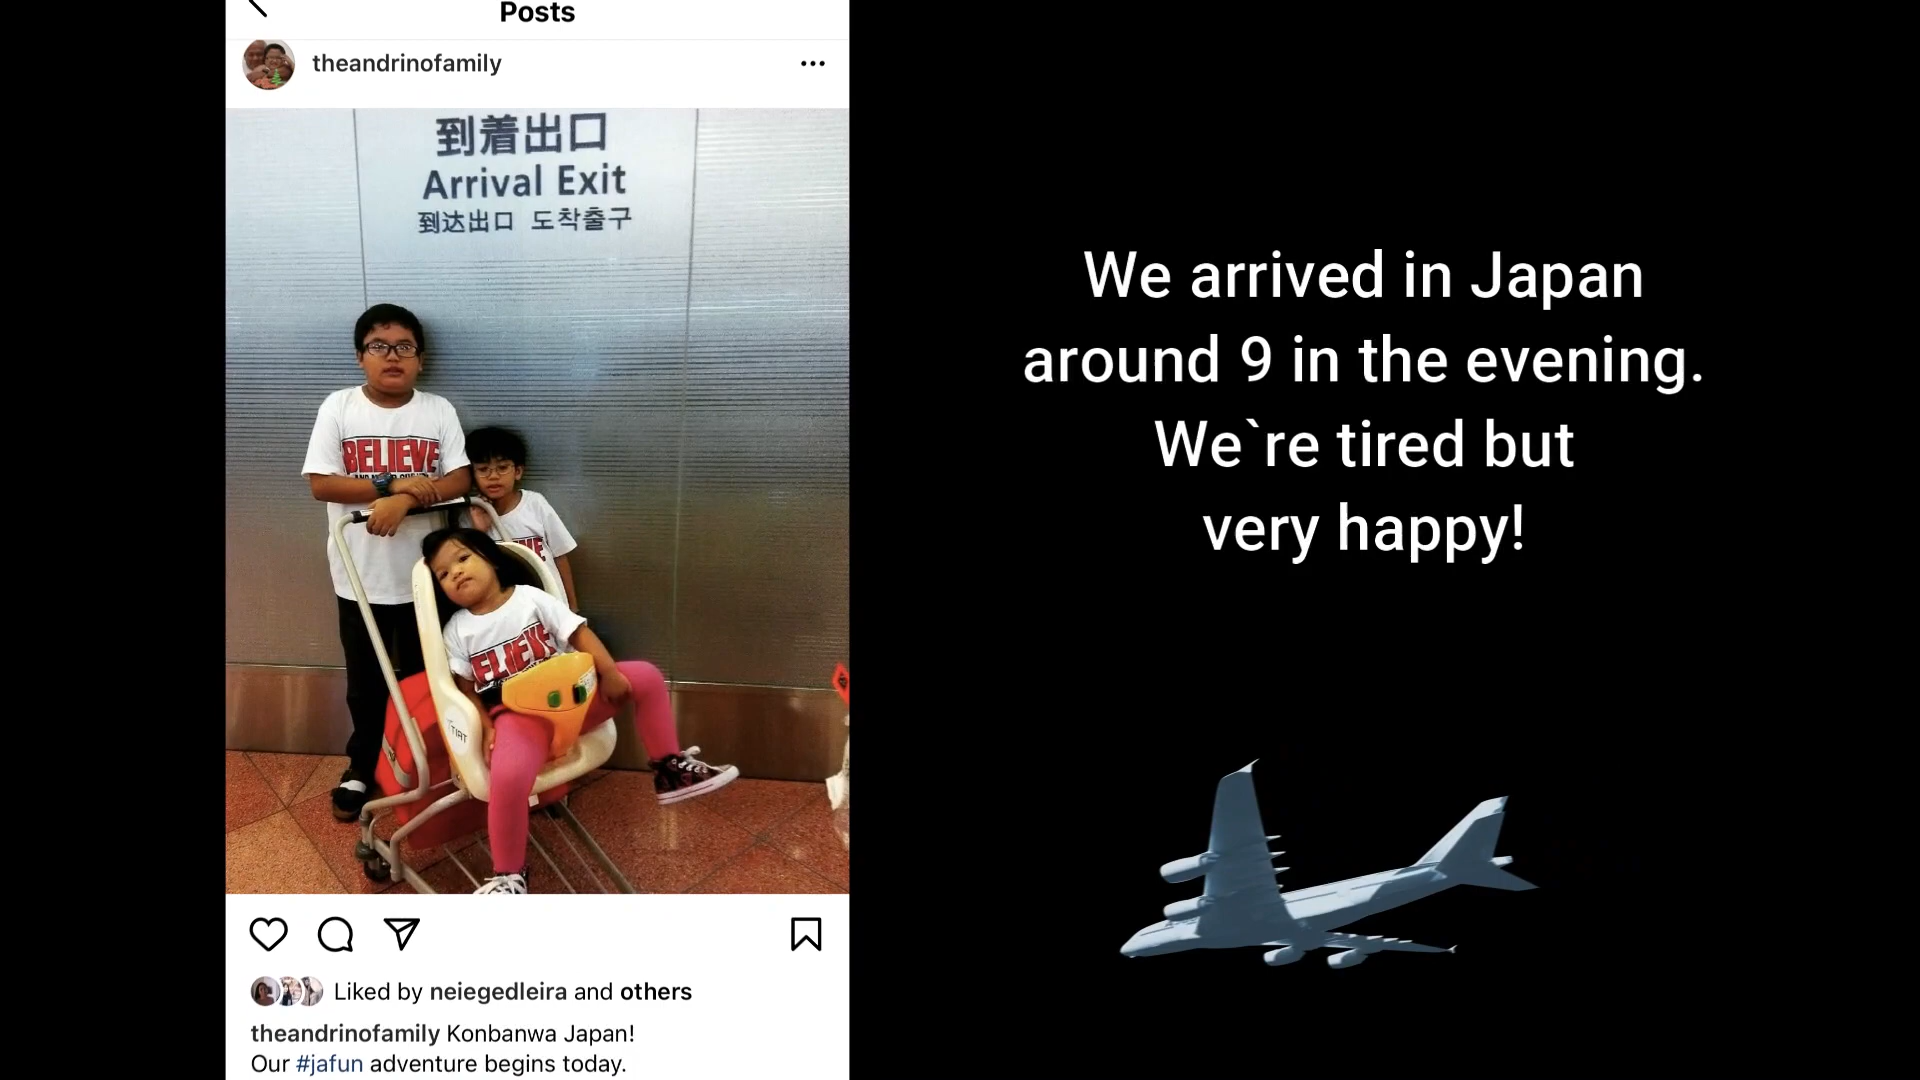 Posts
theandrinofamily
到着出口
Arrival Exit
到达出口 도착출구
BELIEVE
TIAT
Liked by neiegedleira and others
theandrinofamily Konbanwa Japan!
Our #jafun adventure begins today.
We arrived in Japan
around 9 in the evening.
We`re tired but
very happy!